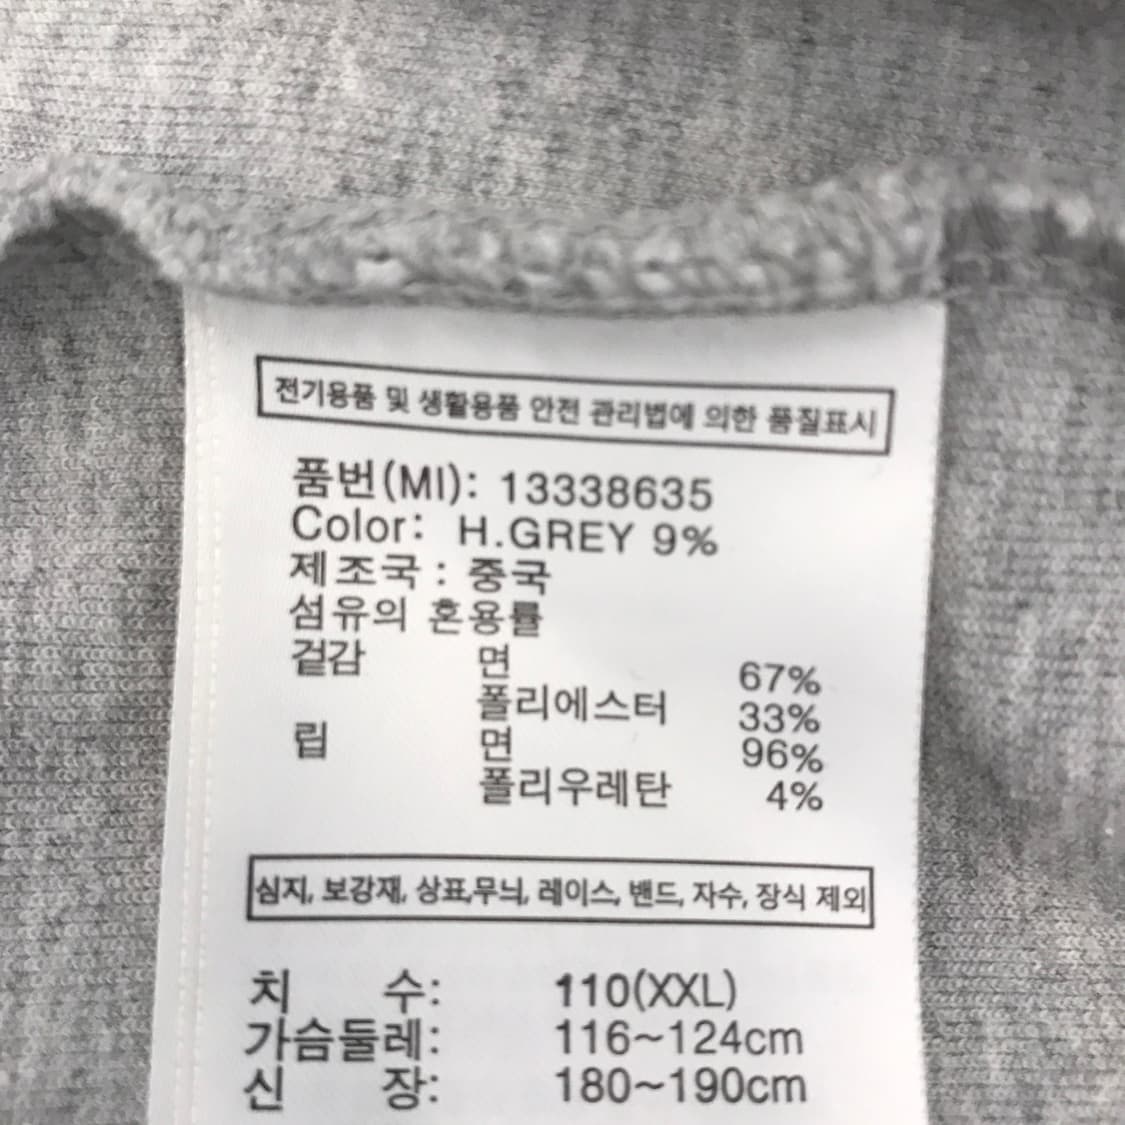 전기용품 및 생활용품 안전 관리법에 의한 품질표시
품번(MI): 13338635
Color: H.GREY 9%
제조국 : 중국
섬유의 혼용률
겉감 면 67%
폴리에스터 33%
립 면 96%
폴리우레탄 4%
심지, 보강재, 상표,무늬, 레이스, 밴드, 자수, 장식 제외
치 수: 110(XXL)
가슴둘레: 116~124cm
신 장: 180~190cm